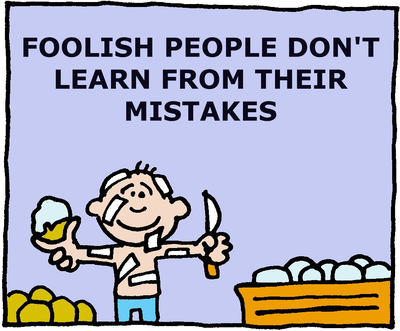 FOOLISH PEOPLE DON'T
LEARN FROM THEIR
MISTAKES